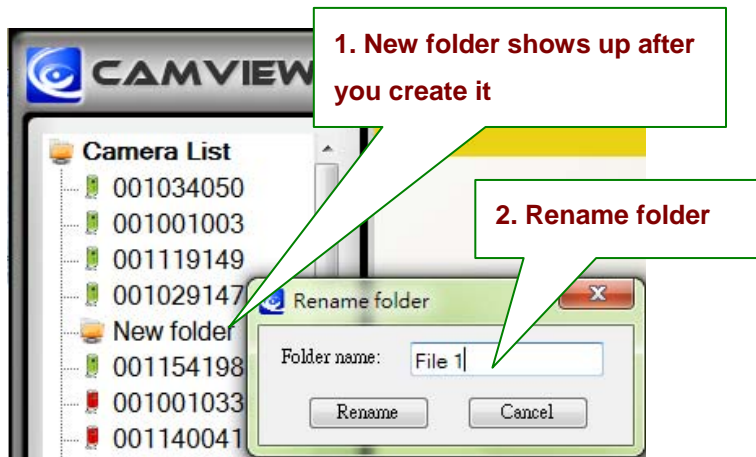 1. New folder shows up after
you create it
CAMVIEW
Camera List
001034050
001001003
001119149
001029147
New folder
001154198
001001033
001140041
2. Rename folder
Rename folder
Folder name:
File 1
Rename
Cancel